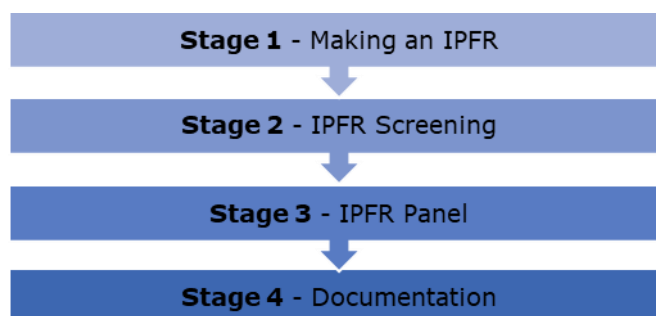 Stage 1 - Making an IPFR
Stage 2 - IPFR Screening
Stage 3 - IPFR Panel
Stage 4 - Documentation